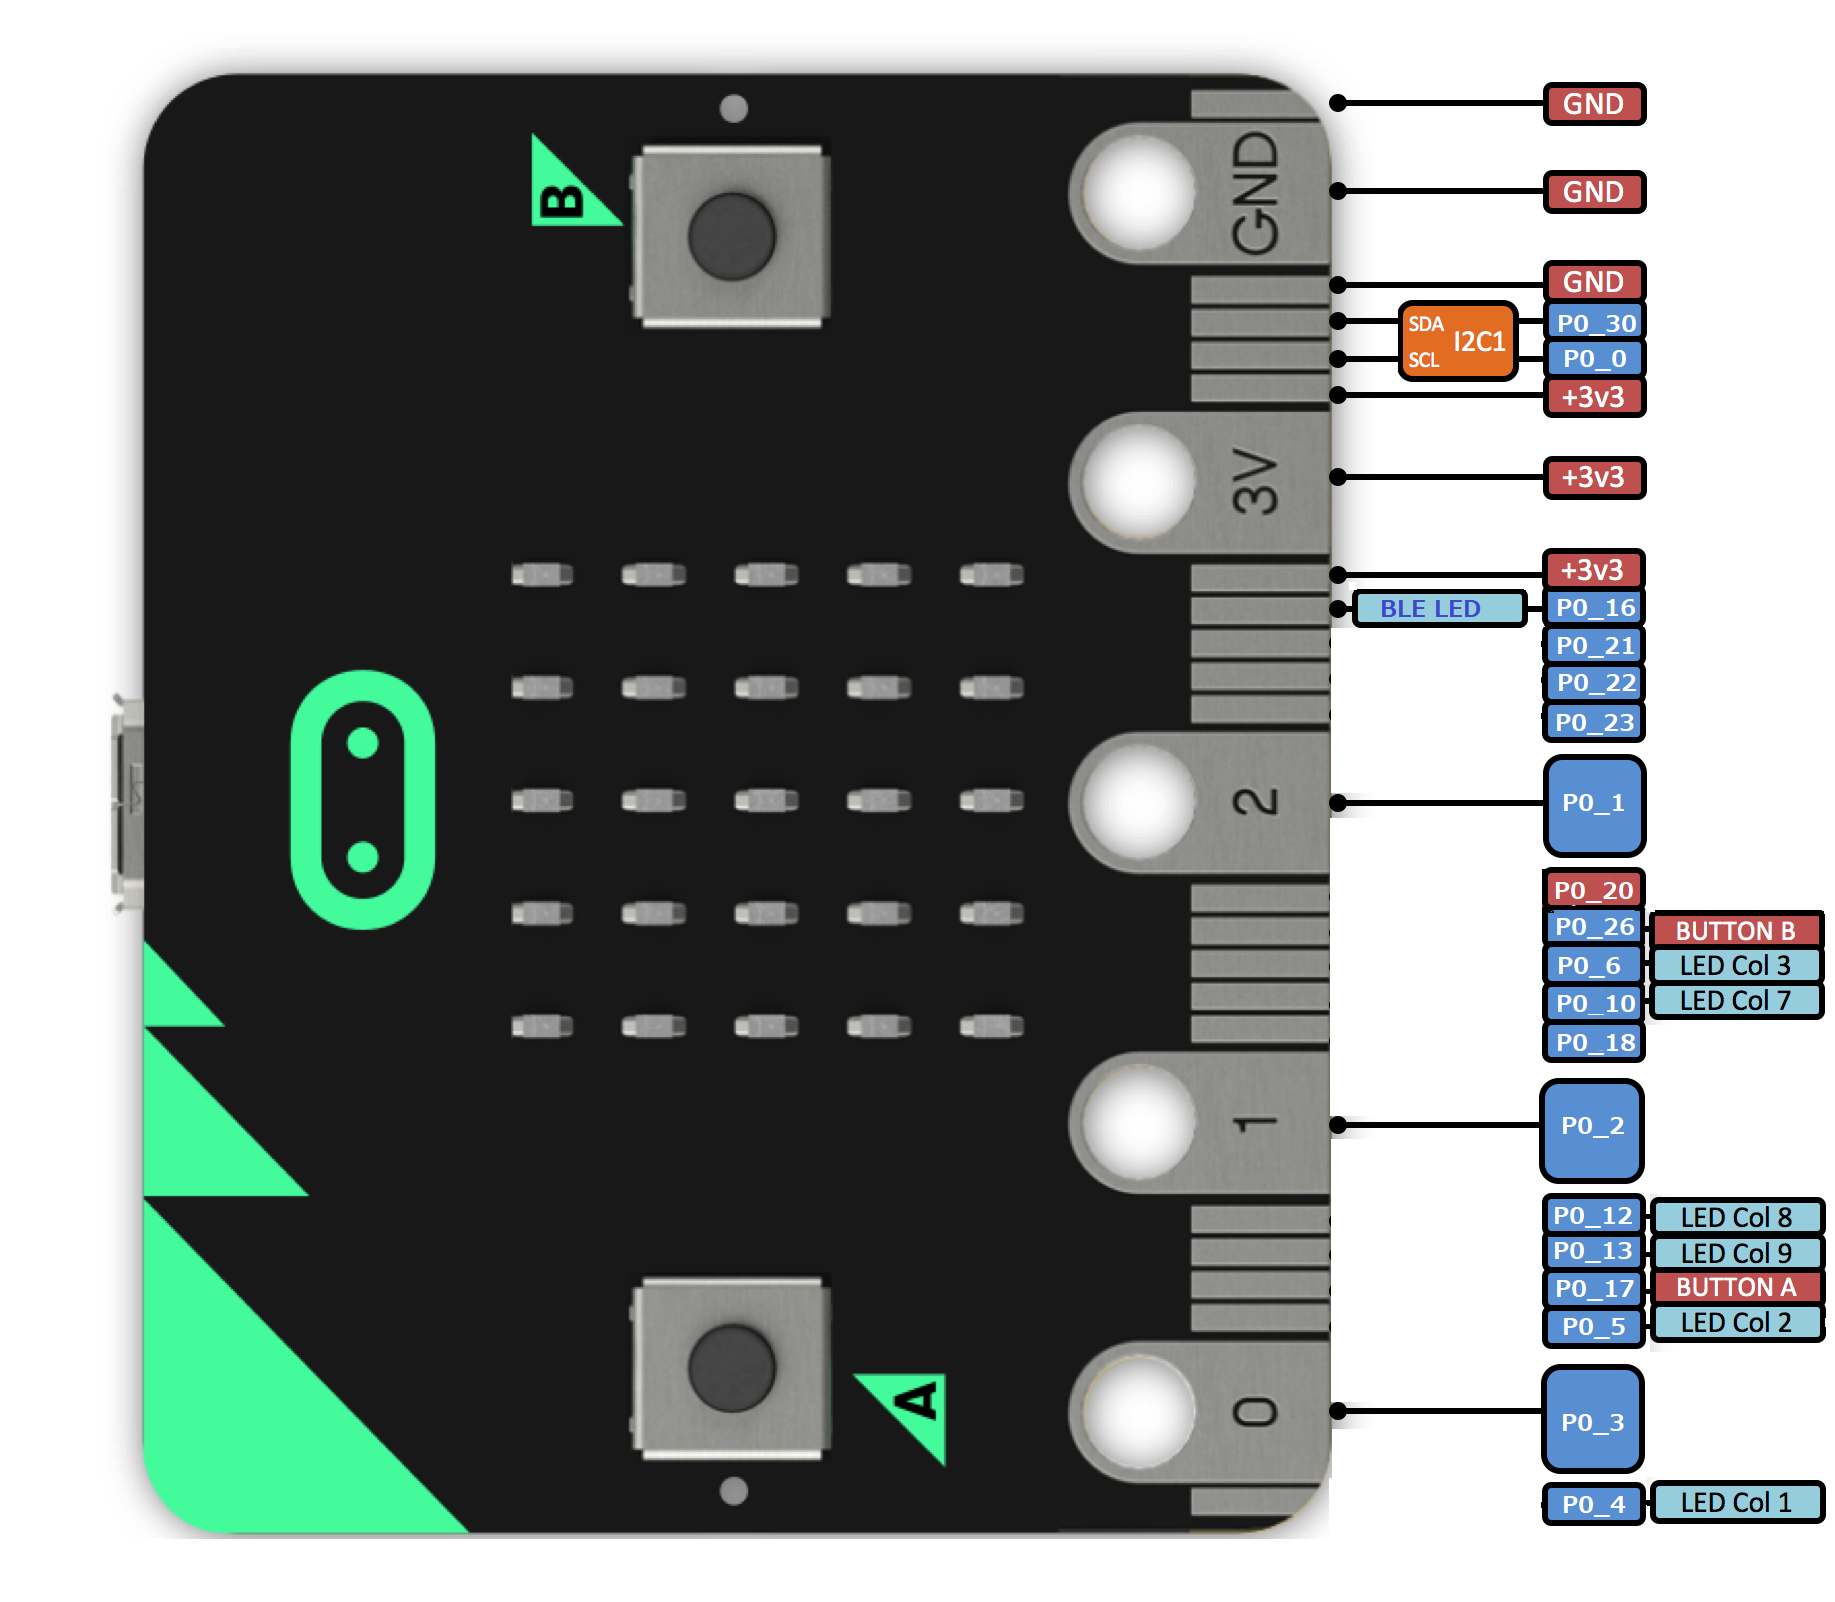 GND
B
GND
GND
GND
SDA
I2C1
P0_30
SCL
P0_0
+3v3
3V
+3v3
+3v3
BLE LED
P0_16
P0_21
P0_22
P0_23
2
P0_1
P0_20
P0_26
BUTTON B
P0_6
LED Col 3
P0_10
LED Col 7
P0_18
1
P0_2
P0_12
LED Col 8
P0_13
LED Col 9
P0_17
BUTTON A
P0_5
LED Col 2
A
0
P0_3
P0_4
LED Col 1